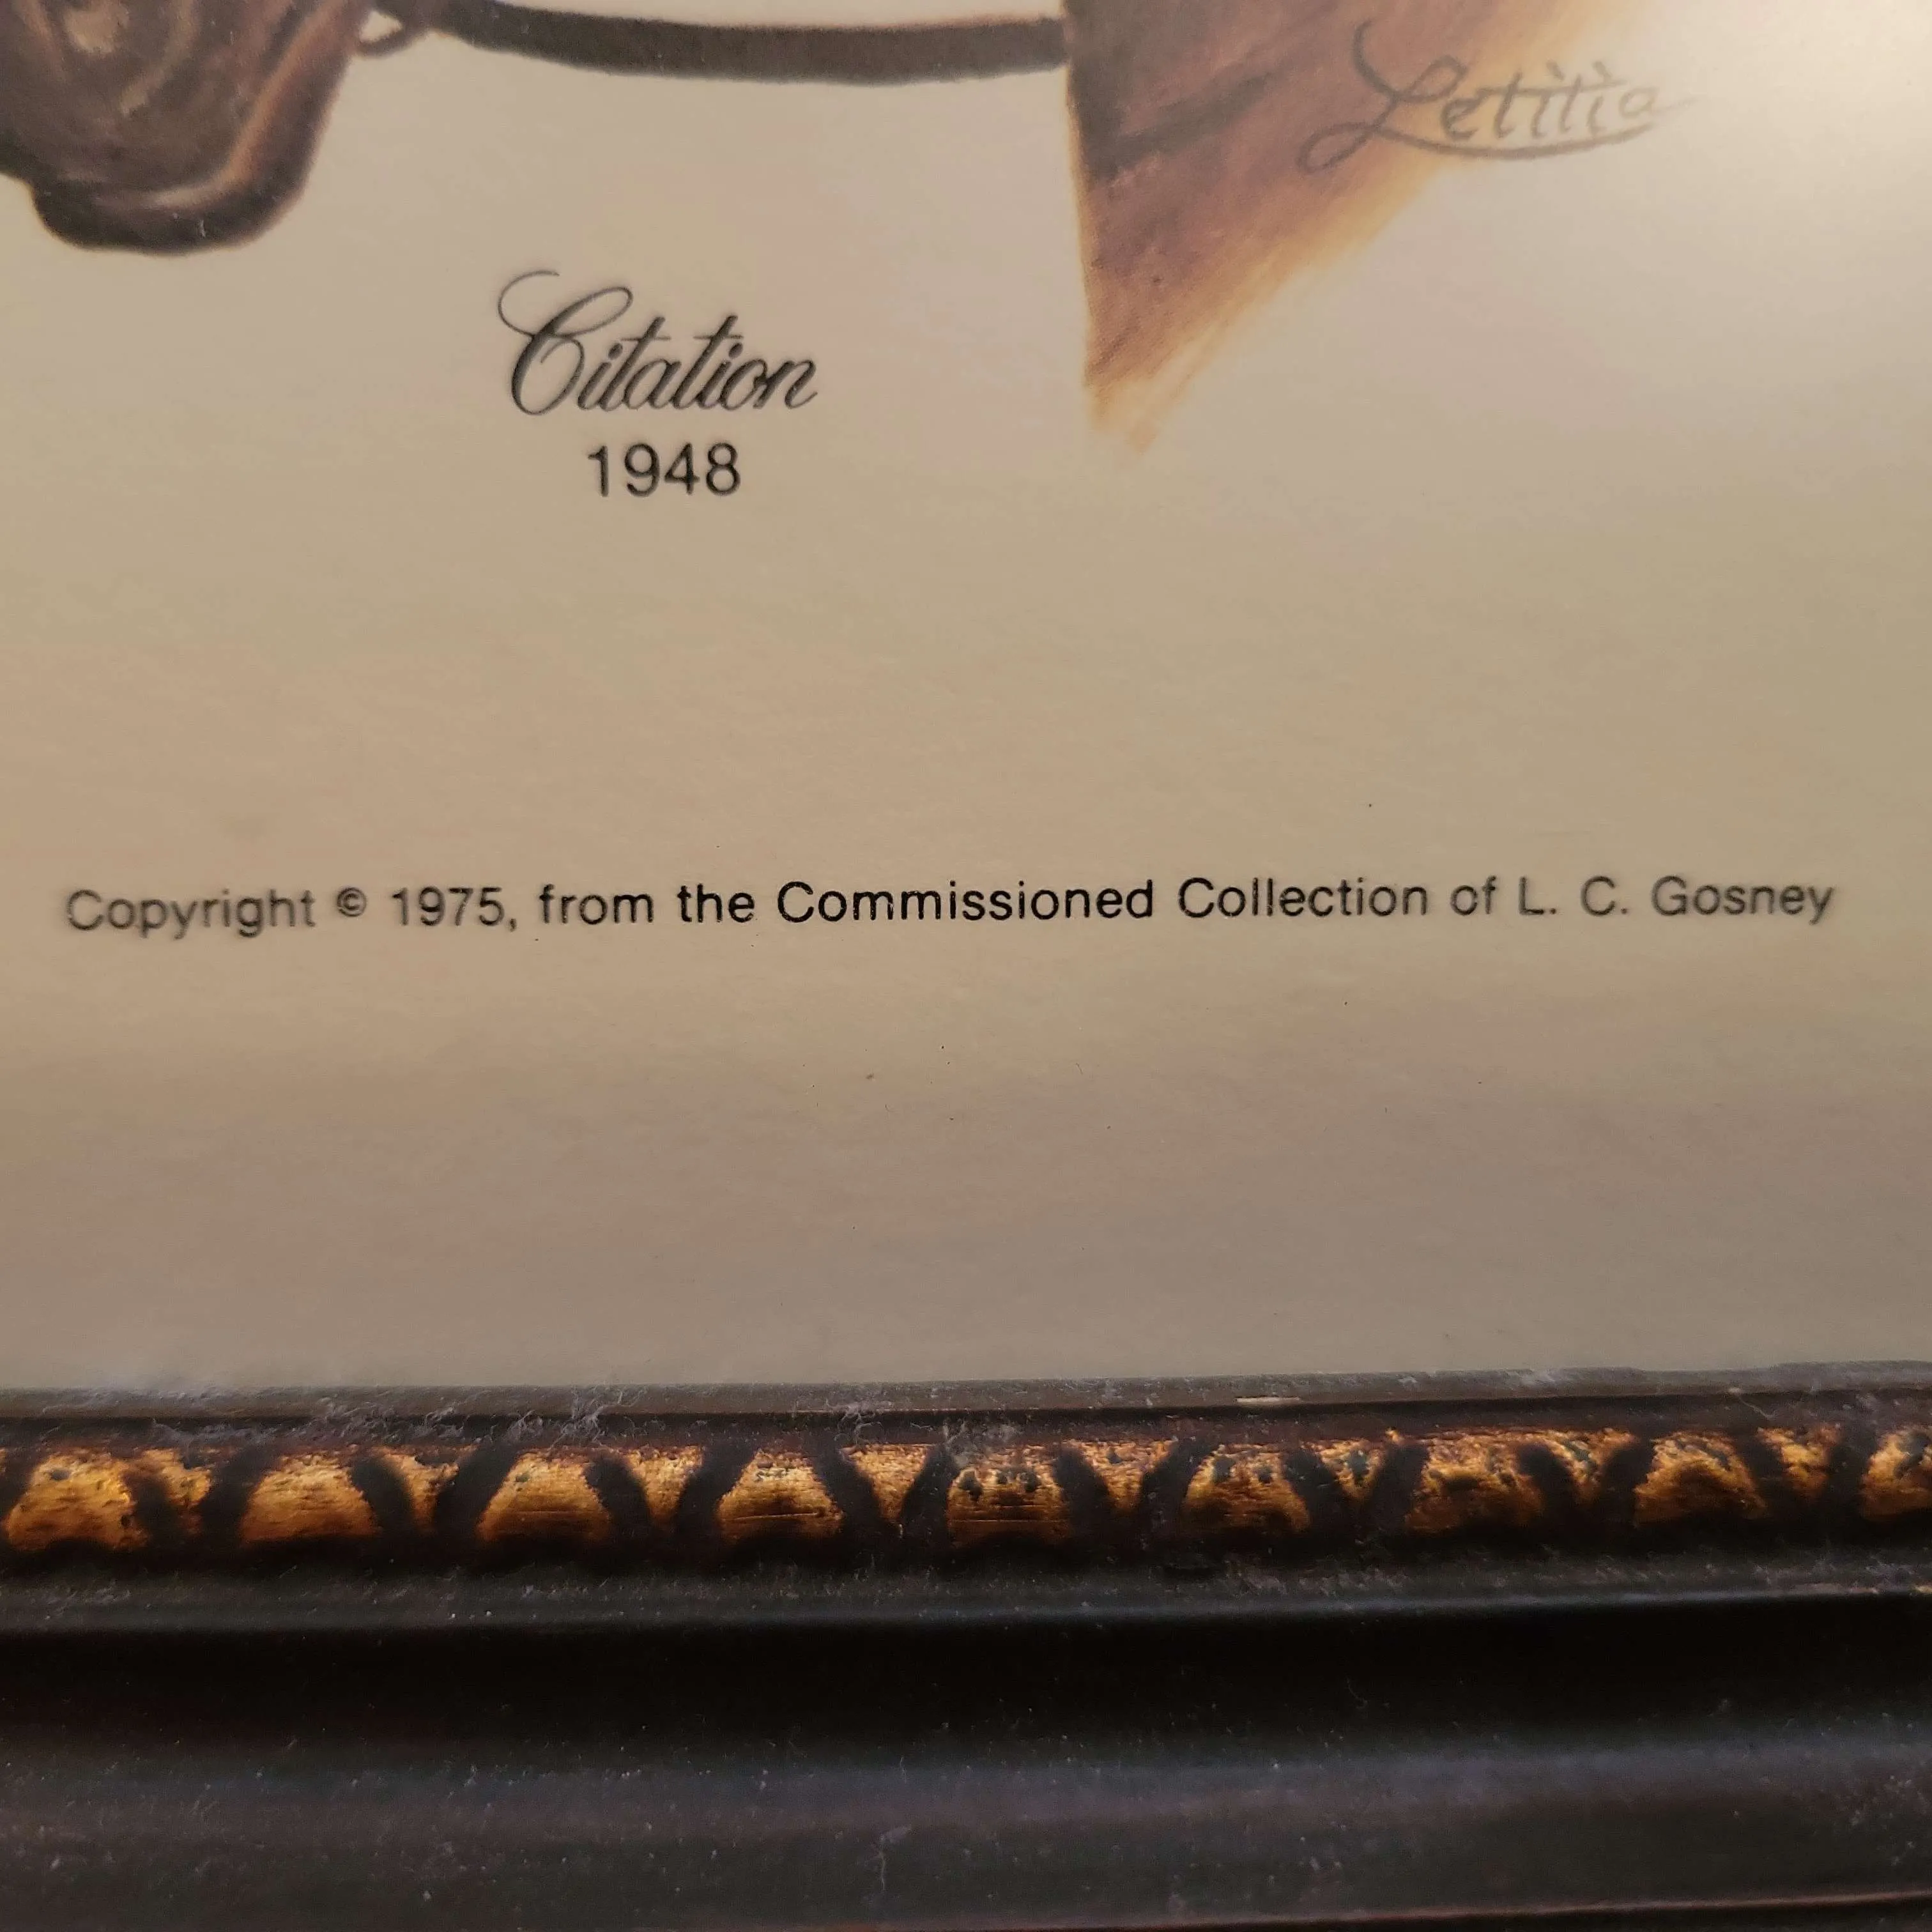 Letitia
Citation
1948
Copyright © 1975, from the Commissioned Collection of L. C. Gosney